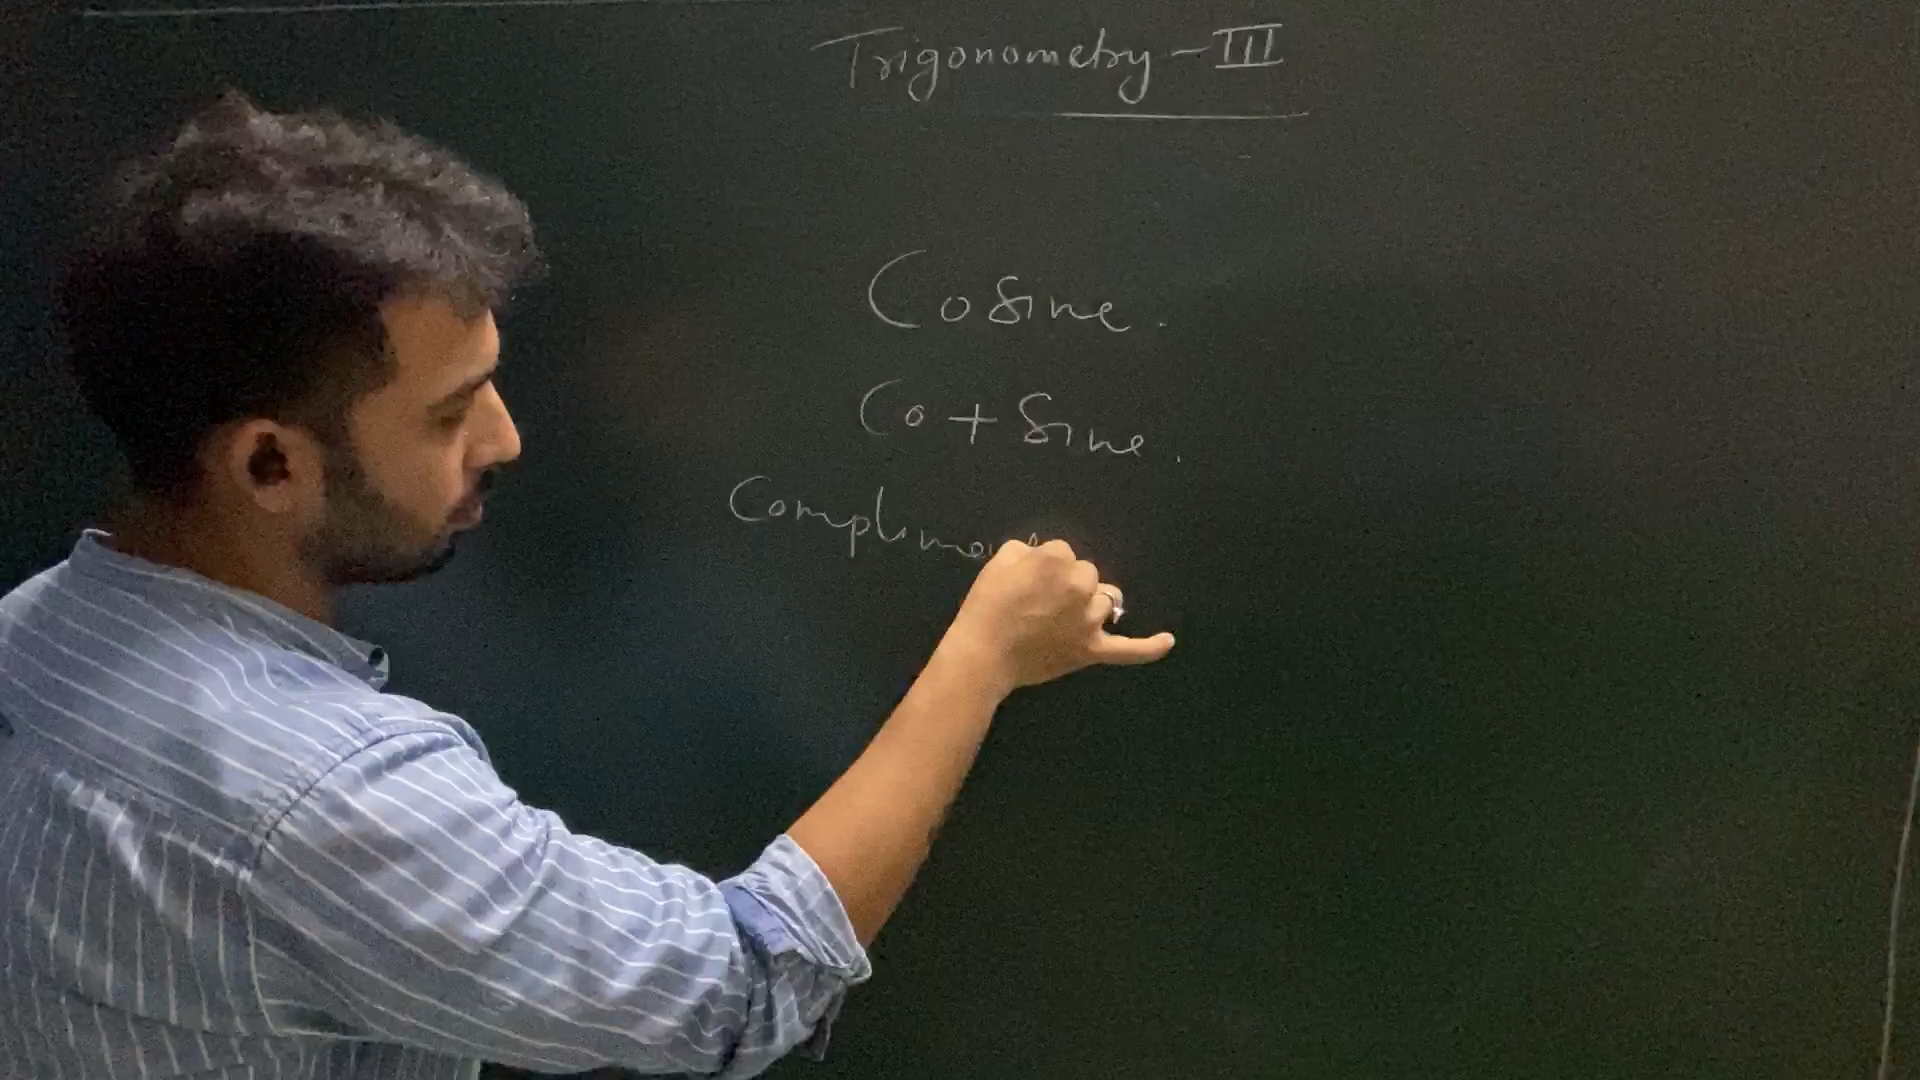 Trigonometry - III
Cosine.
Co + Sine.